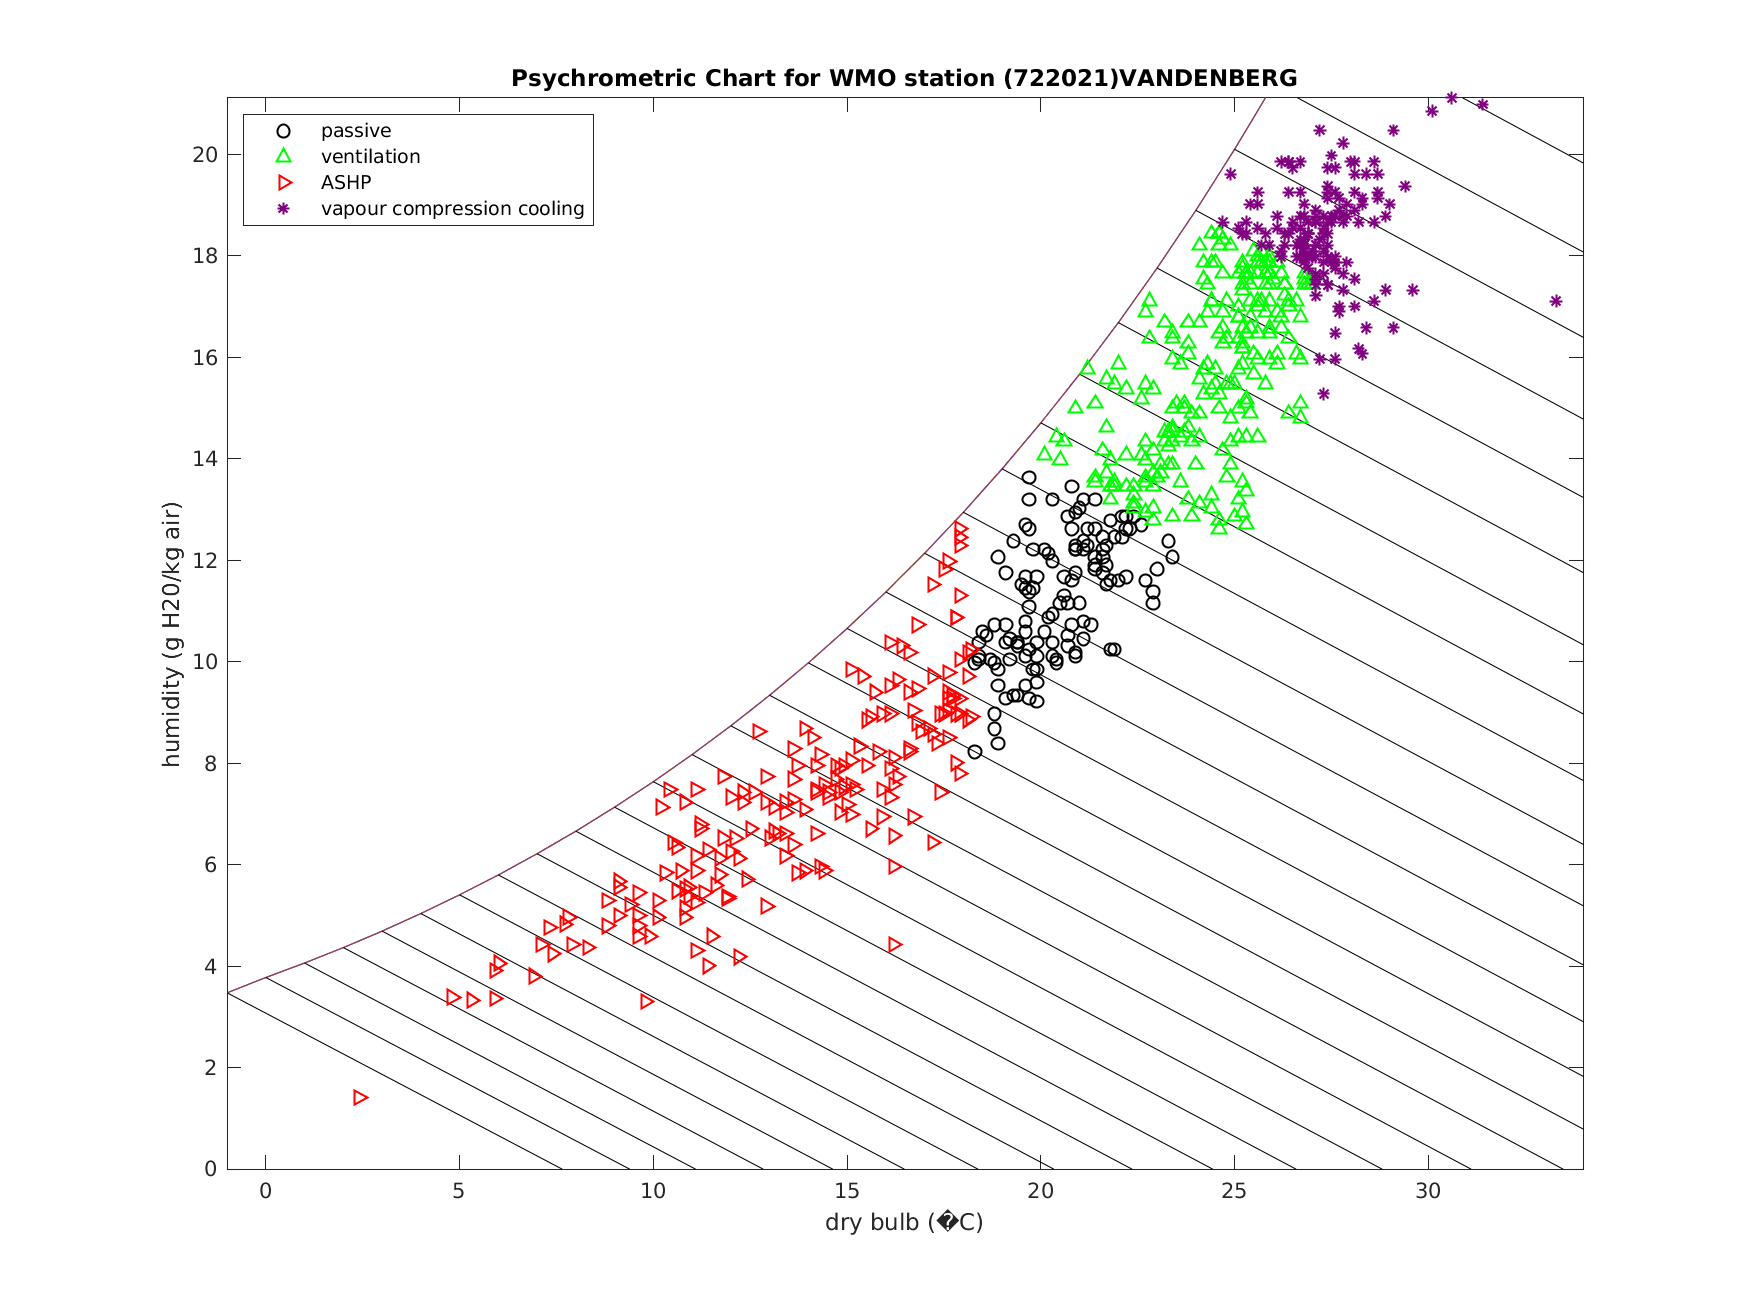 Psychrometric Chart for WMO station (722021)VANDENBERG
passive
ventilation
ASHP
vapour compression cooling
humidity (g H20/kg air)
20
18
16
14
12
10
8
6
4
2
0
0 5 10 15 20 25 30
dry bulb (�C)